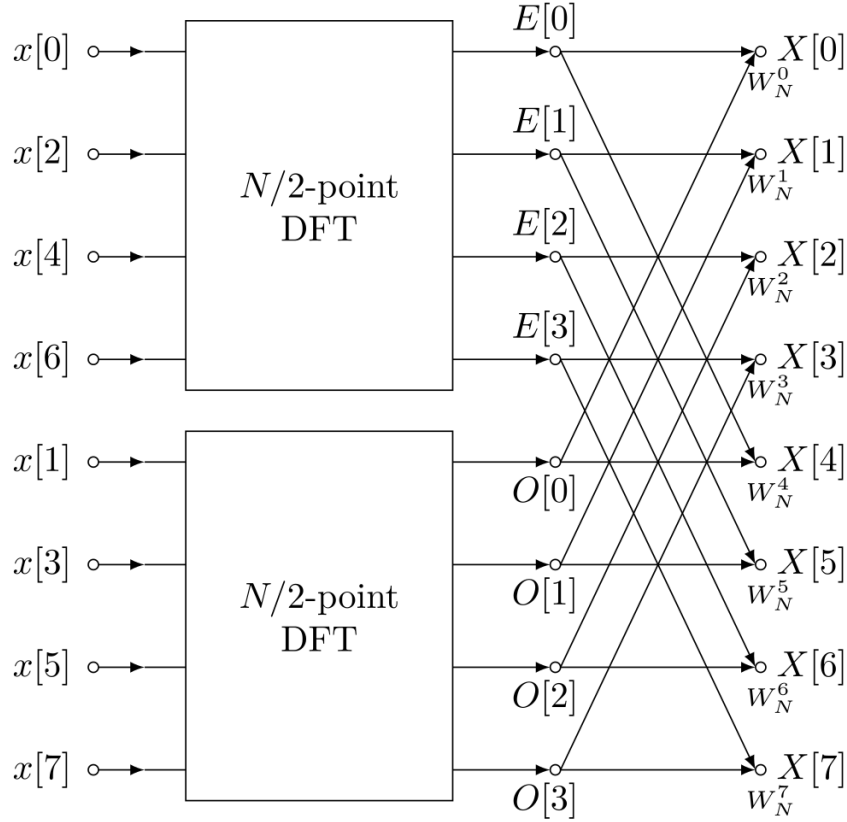 x[0] E[0] X[0]
W_N^0
x[2] E[1] X[1]
W_N^1
N/2-point
DFT
x[4] E[2] X[2]
W_N^2
x[6] E[3] X[3]
W_N^3
x[1] O[0] X[4]
W_N^4
x[3] O[1] X[5]
W_N^5
N/2-point
DFT
x[5] O[2] X[6]
W_N^6
x[7] O[3] X[7]
W_N^7